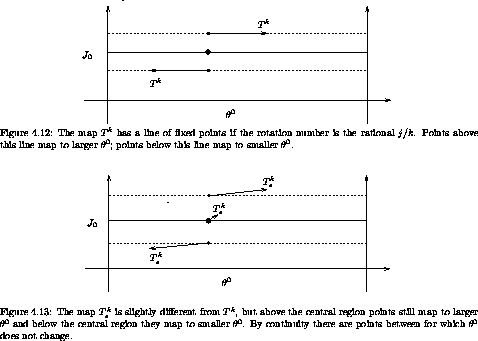 T^k
J_0
T^k
θ^0
Figure 4.12: The map T^k has a line of fixed points if the rotation number is the rational j/k. Points above
this line map to larger θ^0; points below this line map to smaller θ^0.
T_ε^k
T_ε^k
J_0
T_ε^k
θ^0
Figure 4.13: The map T_ε^k is slightly different from T^k, but above the central region points still map to larger
θ^0 and below the central region they map to smaller θ^0. By continuity there are points between for which θ^0
does not change.